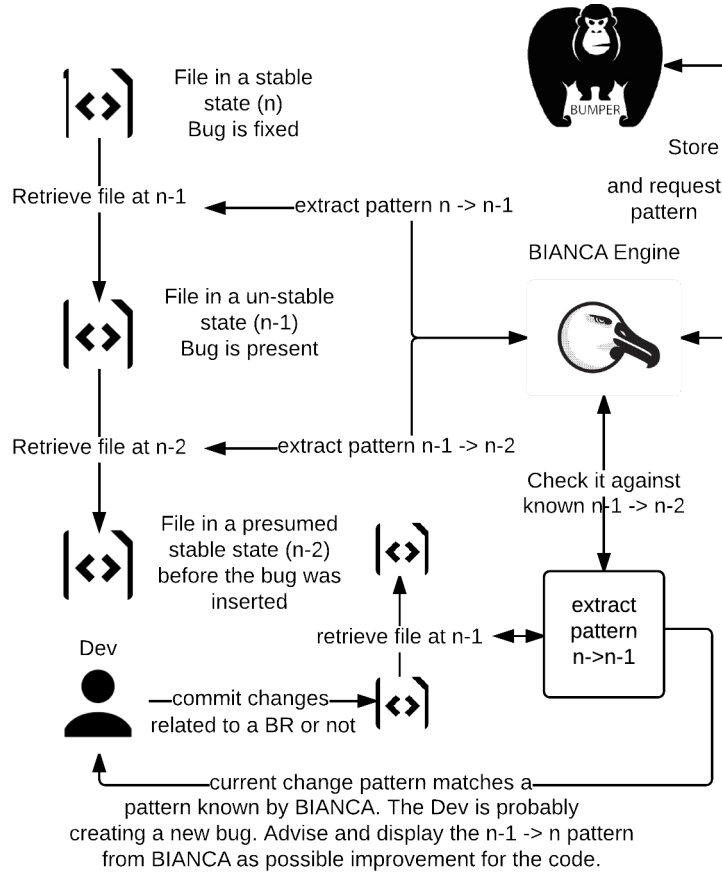 File in a stable
state (n)
Bug is fixed
BUMPER
Store
and request
pattern
Retrieve file at n-1
extract pattern n -> n-1
BIANCA Engine
File in a un-stable
state (n-1)
Bug is present
Retrieve file at n-2
extract pattern n-1 -> n-2
Check it against
known n-1 -> n-2
File in a presumed
stable state (n-2)
before the bug was
inserted
extract
pattern
n->n-1
retrieve file at n-1
Dev
commit changes
related to a BR or not
current change pattern matches a
pattern known by BIANCA. The Dev is probably
creating a new bug. Advise and display the n-1 -> n pattern
from BIANCA as possible improvement for the code.